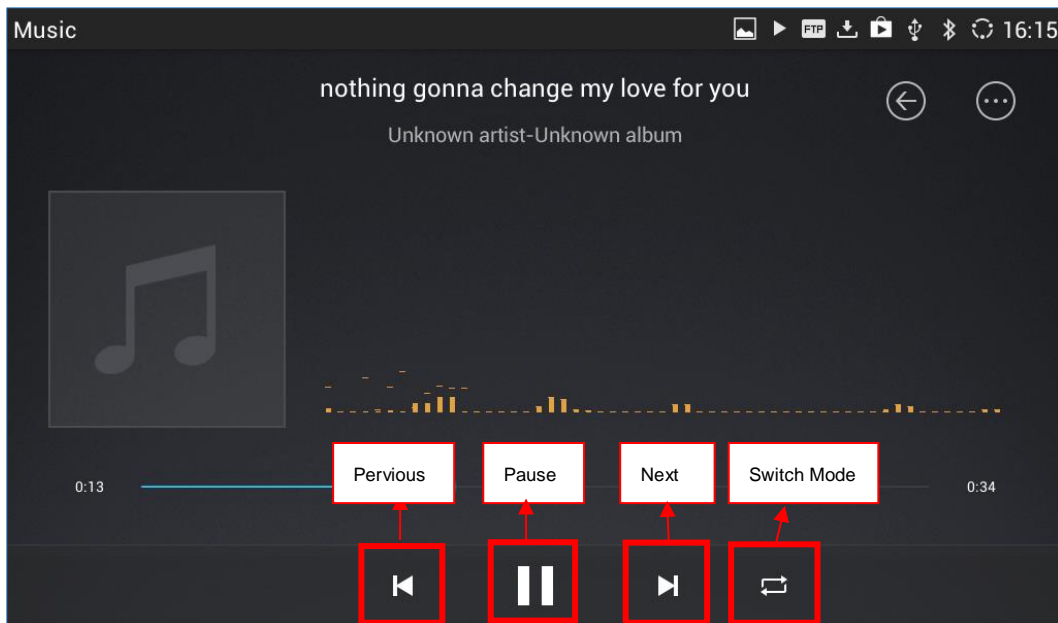 Music
FTP
16:15
nothing gonna change my love for you
Unknown artist-Unknown album
Pervious
Pause
Next
Switch Mode
0:13
0:34